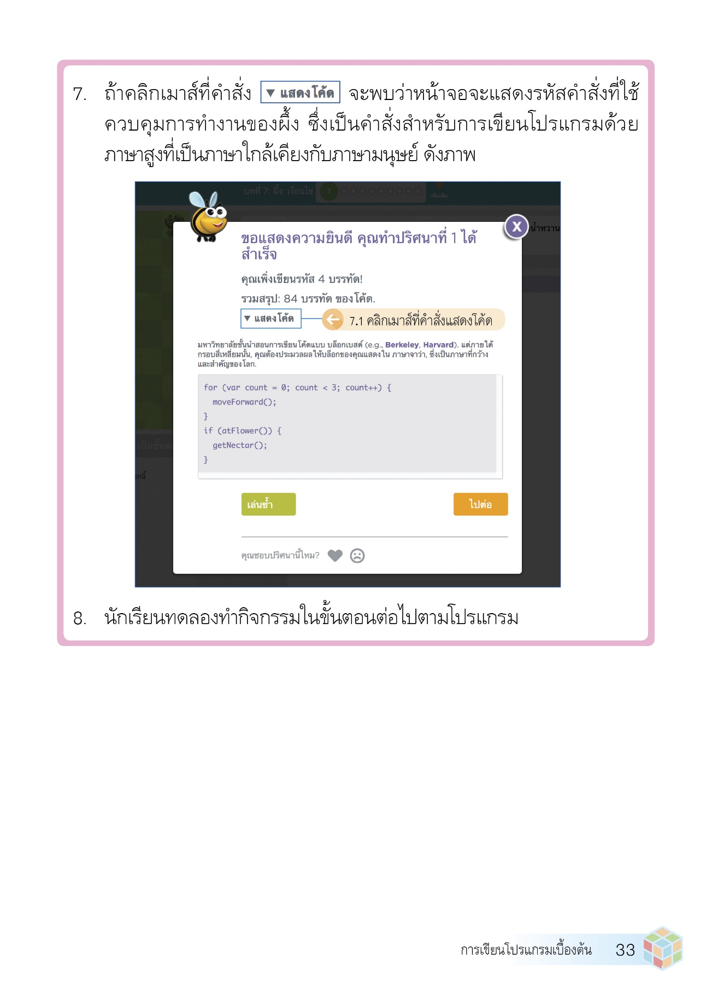 7. ถ้าคลิกเมาส์ที่คำสั่ง ▼ แสดงโค้ด จะพบว่าหน้าจอจะแสดงรหัสคำสั่งที่ใช้
ควบคุมการทำงานของผึ้ง ซึ่งเป็นคำสั่งสำหรับการเขียนโปรแกรมด้วย
ภาษาสูงที่เป็นภาษาใกล้เคียงกับภาษามนุษย์ ดังภาพ
บทที่ 7: ผึ้ง: เงื่อนไข 1 เพิ่มเติม
น้ำหวาน
X
ขอแสดงความยินดี คุณทำปริศนาที่ 1 ได้
สำเร็จ
คุณเพิ่งเขียนรหัส 4 บรรทัด!
รวมสรุป: 84 บรรทัด ของโค้ด.
▼ แสดงโค้ด 7.1 คลิกเมาส์ที่คำสั่งแสดงโค้ด
มหาวิทยาลัยชั้นนำสอนการเขียนโค้ดแบบ บล็อกเบสต์ (e.g., Berkeley, Harvard). แต่ภายใต้
กรอบสี่เหลี่ยมนั้น, คุณต้องประมวลผลให้บล็อกของคุณแสดงใน ภาษาจาว่า, ซึ่งเป็นภาษาที่กว้าง
และสำคัญของโลก.
for (var count = 0; count < 3; count++) {
moveForward();
}
if (atFlower()) {
getNectar();
}
เล่นซ้ำ ไปต่อ
คุณชอบปริศนานี้ไหม?
8. นักเรียนทดลองทำกิจกรรมในขั้นตอนต่อไปตามโปรแกรม
การเขียนโปรแกรมเบื้องต้น 33